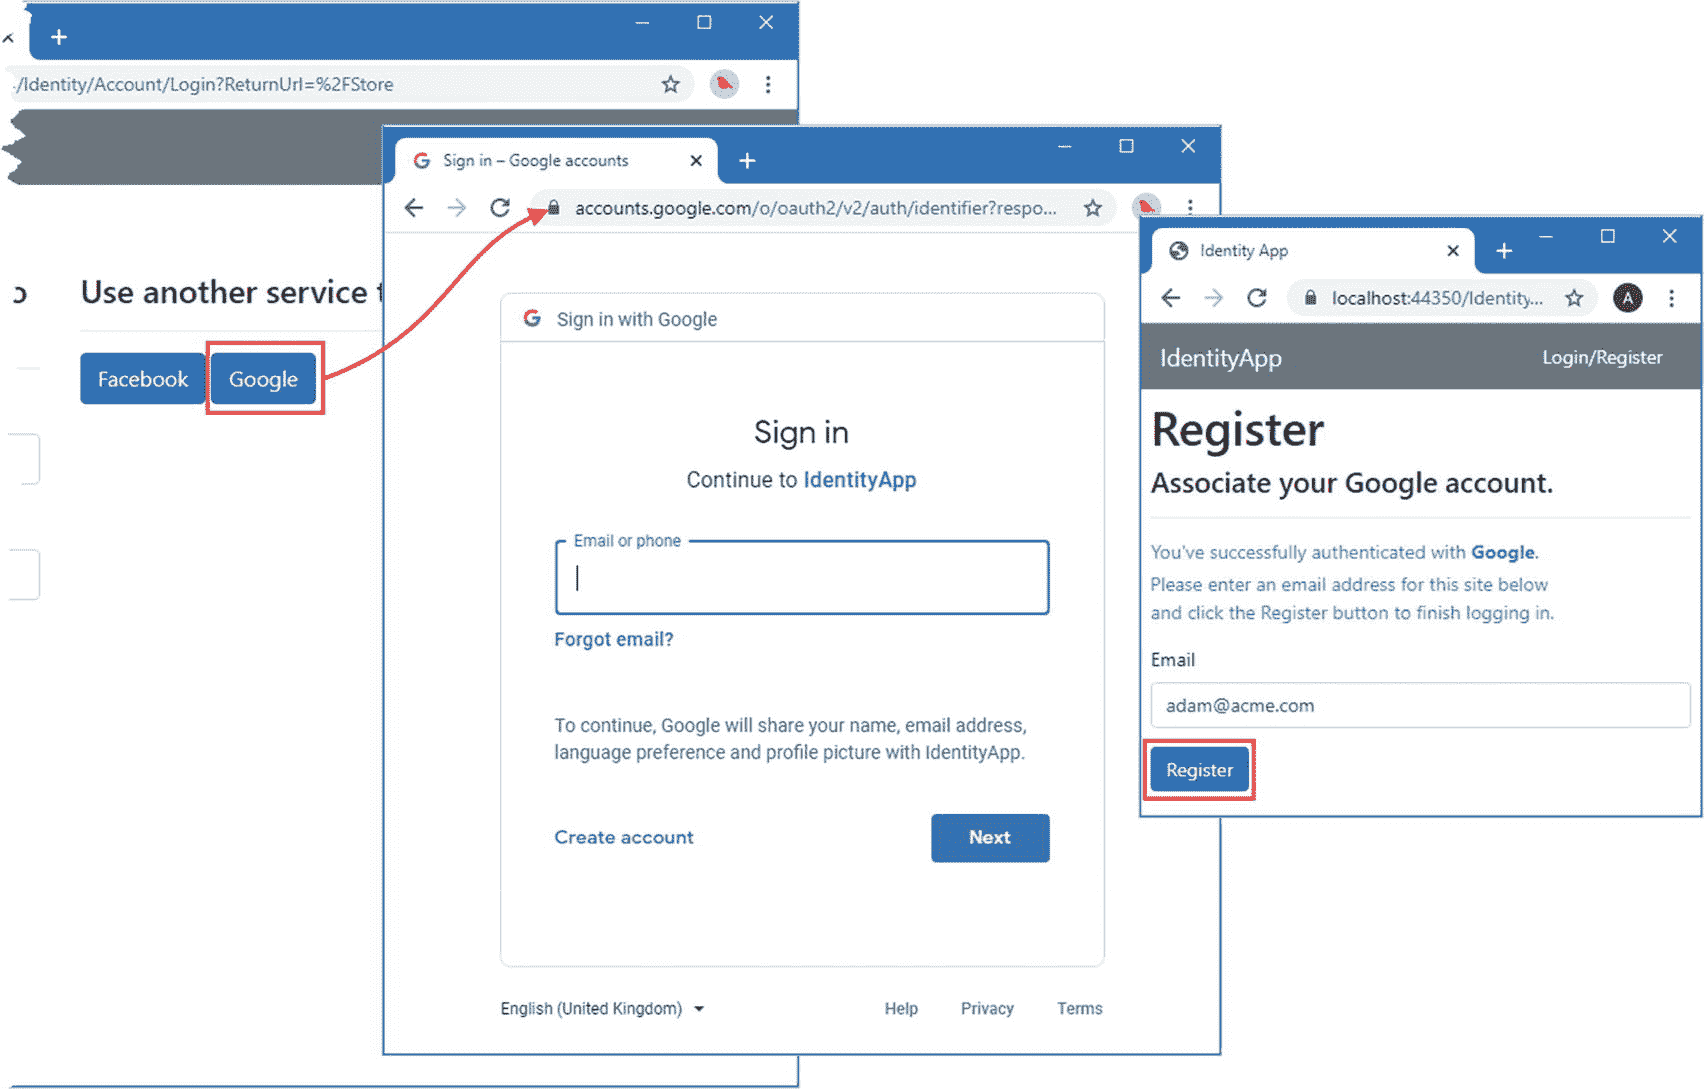 /Identity/Account/Login?ReturnUrl=%2FStore
Use another service
Facebook
Google
Sign in – Google accounts
accounts.google.com/o/oauth2/v2/auth/identifier?respo...
Sign in with Google
Sign in
Continue to IdentityApp
Email or phone
Forgot email?
To continue, Google will share your name, email address,
language preference and profile picture with IdentityApp.
Create account
Next
English (United Kingdom)
Help
Privacy
Terms
Identity App
localhost:44350/Identity...
A
IdentityApp
Login/Register
Register
Associate your Google account.
You've successfully authenticated with Google.
Please enter an email address for this site below
and click the Register button to finish logging in.
Email
adam@acme.com
Register